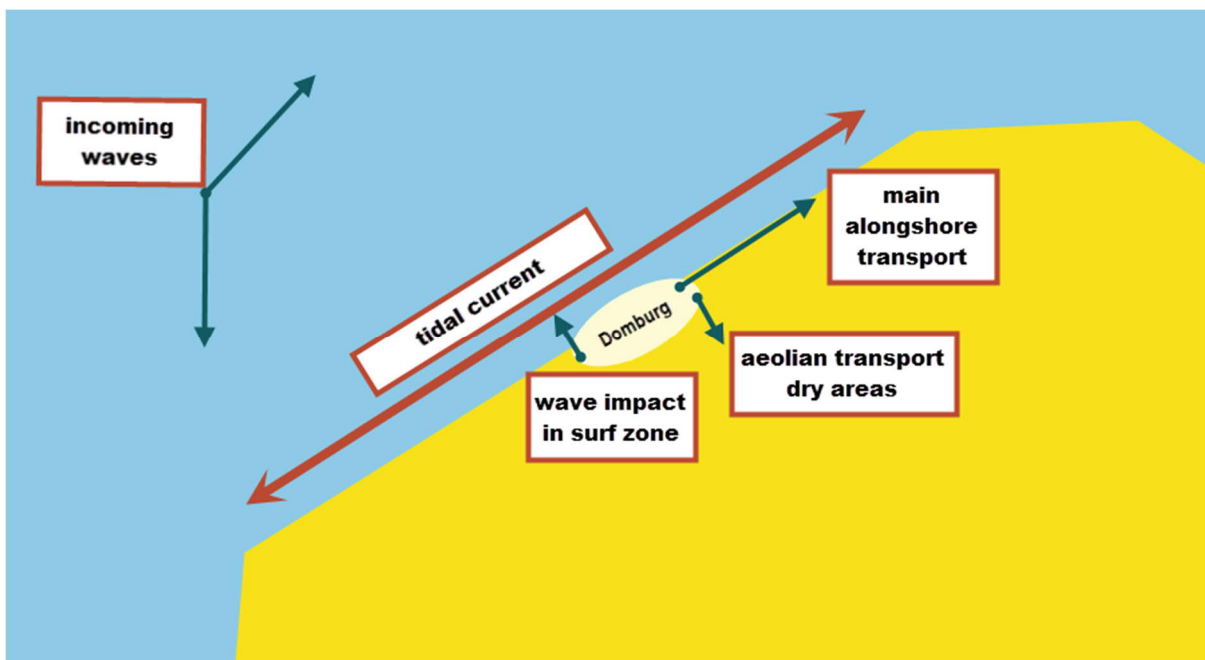 incoming
waves
tidal current
Domburg
main
alongshore
transport
aeolian transport
dry areas
wave impact
in surf zone